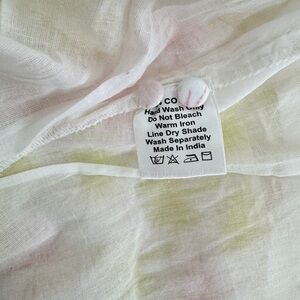 CO
Hand Wash Only
Do Not Bleach
Warm Iron
Line Dry Shade
Wash Separately
Made In India